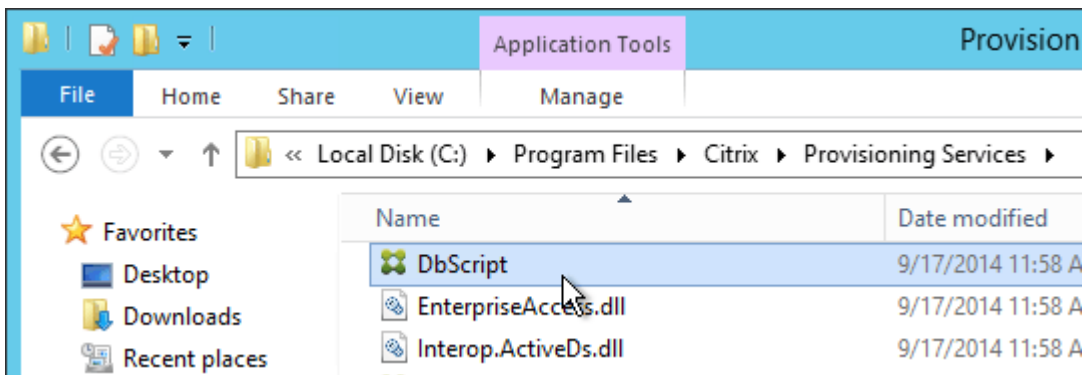 Application Tools Provision
File Home Share View Manage
« Local Disk (C:) Program Files Citrix Provisioning Services
Name Date modified
Favorites
Desktop
Downloads
Recent places
DbScript 9/17/2014 11:58 A
EnterpriseAccess.dll 9/17/2014 11:58 A
Interop.ActiveDs.dll 9/17/2014 11:58 A